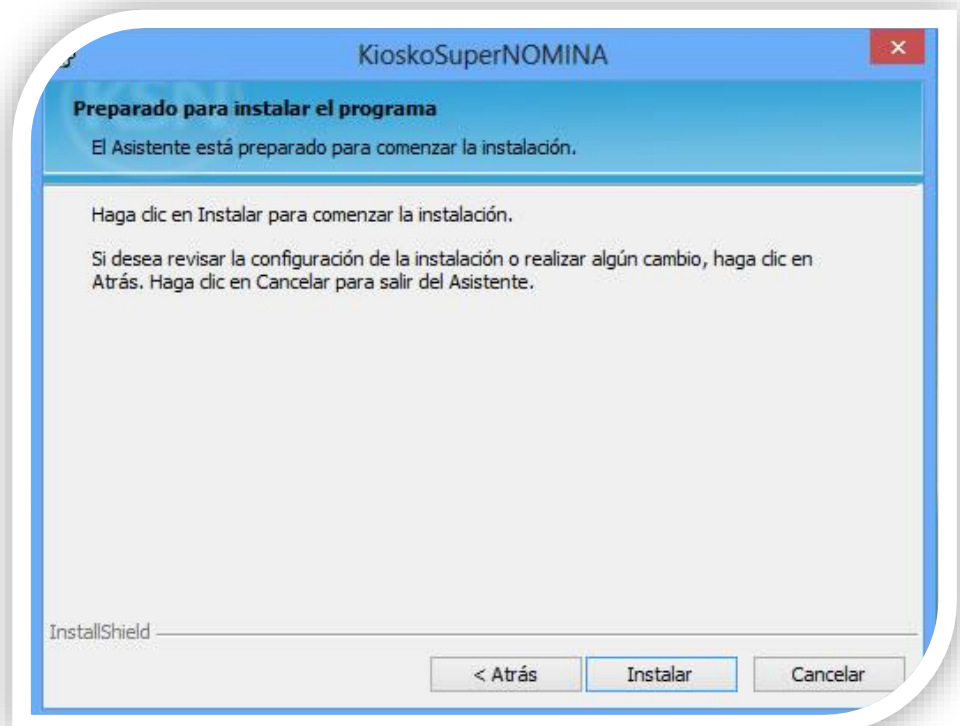 KioskoSuperNOMINA
KSN
Preparado para instalar el programa
El Asistente está preparado para comenzar la instalación.
Haga clic en Instalar para comenzar la instalación.
Si desea revisar la configuración de la instalación o realizar algún cambio, haga clic en
Atrás. Haga clic en Cancelar para salir del Asistente.
InstallShield
< Atrás
Instalar
Cancelar